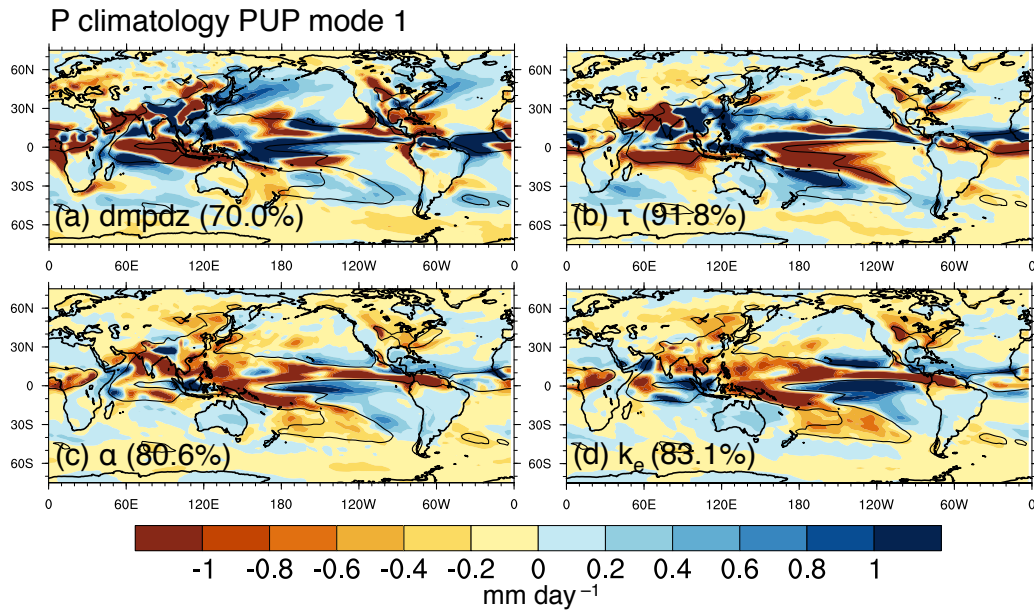 P climatology PUP mode 1
60N
30N
0
30S
60S
(a) dmpdz (70.0%)
0 60E 120E 180 120W 60W 0
60N
30N
0
30S
60S
(b) τ (91.8%)
0 60E 120E 180 120W 60W 0
60N
30N
0
30S
60S
(c) α (80.6%)
0 60E 120E 180 120W 60W 0
60N
30N
0
30S
60S
(d) ke (83.1%)
0 60E 120E 180 120W 60W 0
-1 -0.8 -0.6 -0.4 -0.2 0 0.2 0.4 0.6 0.8 1
mm day⁻¹